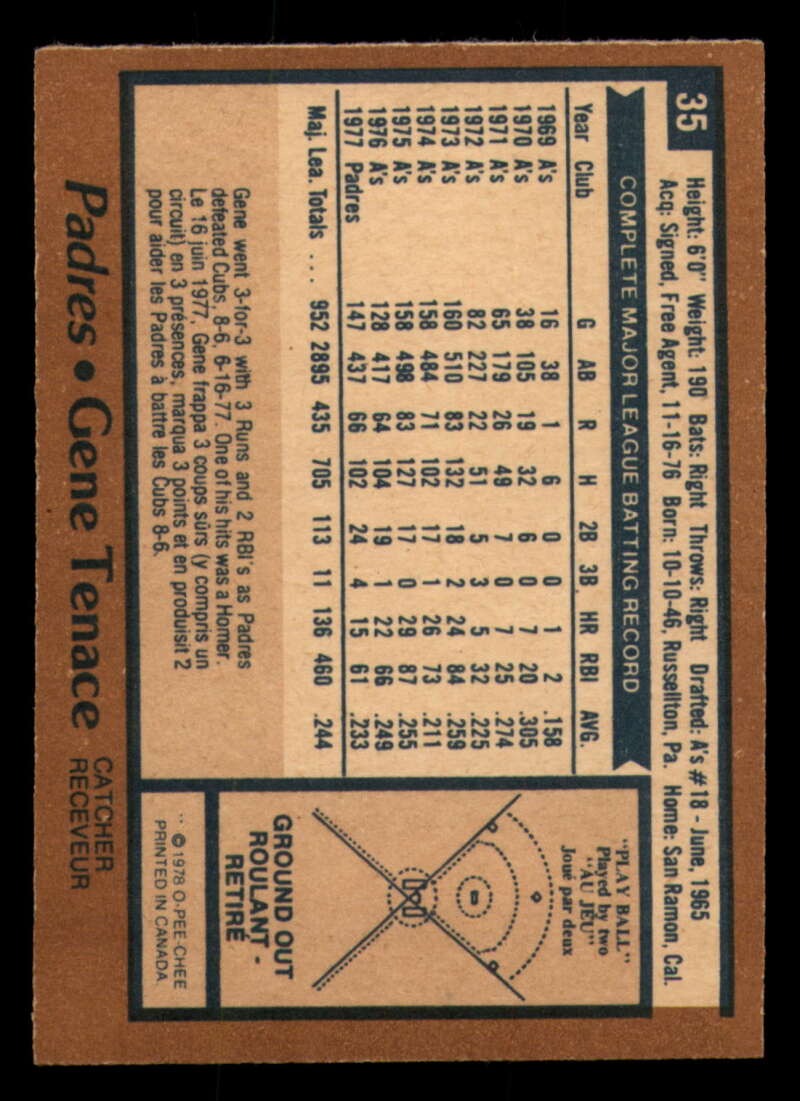 35
Height: 6'0" Weight: 190 Bats: Right Throws: Right Drafted: A's #18 - June, 1965
Acq: Signed, Free Agent, 11-16-76 Born: 10-10-46, Russellton, Pa. Home: San Ramon, Cal.
COMPLETE MAJOR LEAGUE BATTING RECORD
Year Club G AB R H 2B 3B HR RBI AVG.
1969 A's 16 38 1 6 0 0 1 2 .158
1970 A's 38 105 19 32 6 0 7 20 .305
1971 A's 65 179 26 49 7 0 7 25 .274
1972 A's 82 227 22 51 5 3 5 32 .225
1973 A's 160 510 83 132 18 2 24 84 .259
1974 A's 158 484 71 102 17 1 26 73 .211
1975 A's 158 498 83 127 17 0 29 87 .255
1976 A's 128 417 64 104 19 1 22 66 .249
1977 Padres 147 437 66 102 24 4 15 61 .233
Maj. Lea. Totals ... 952 2895 435 705 113 11 136 460 .244
Gene went 3-for-3 with 3 Runs and 2 RBI's as Padres
defeated Cubs, 8-6, 6-16-77. One of his hits was a Homer.
Le 16 juin 1977, Gene frappa 3 coups sûrs (y compris un
circuit) en 3 présences, marqua 3 points et en produisit 2
pour aider les Padres à battre les Cubs 8-6.
"PLAY BALL"
Played by two
"AU JEU"
Joué par deux
GROUND OUT
ROULANT -
RETIRÉ
** © 1978 O-PEE-CHEE
PRINTED IN CANADA
Padres • Gene Tenace CATCHER
RECEVEUR